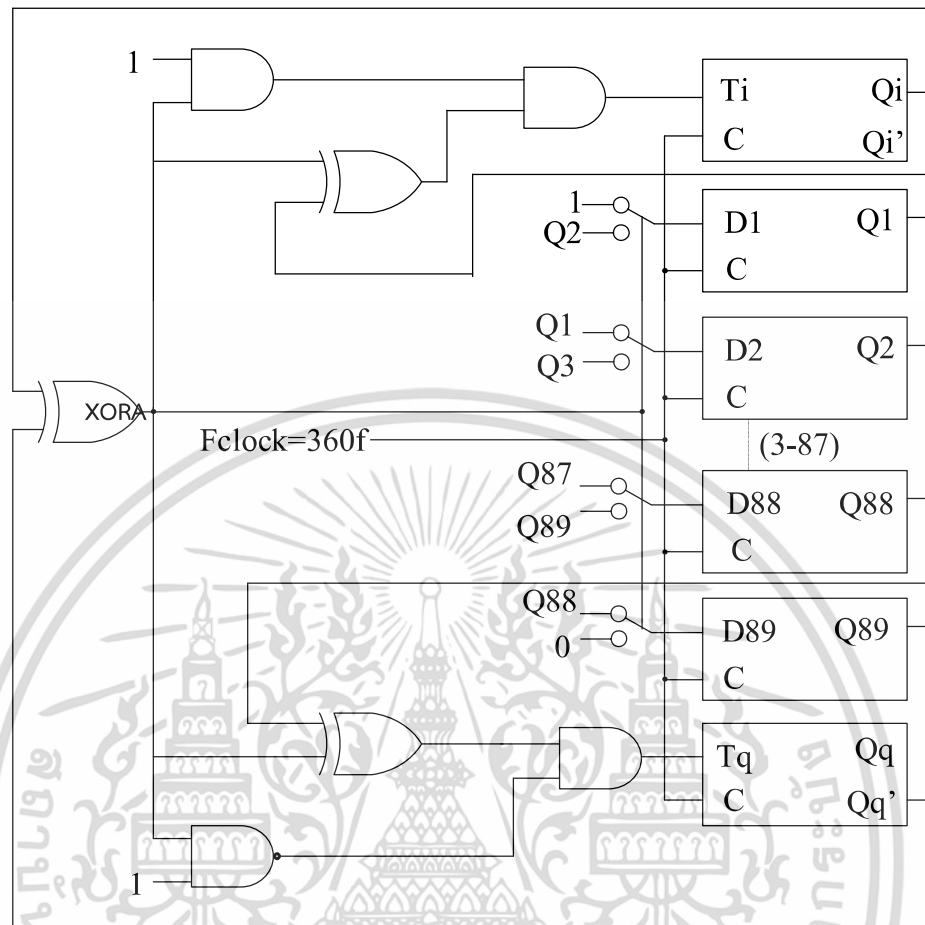 1
Ti
Qi
C
Qi’
1
Q2
D1
Q1
C
Q1
Q3
D2
Q2
C
XORA
Fclock=360f
(3-87)
Q87
Q89
D88
Q88
C
Q88
0
D89
Q89
C
Tq
Qq
C
Qq’
1